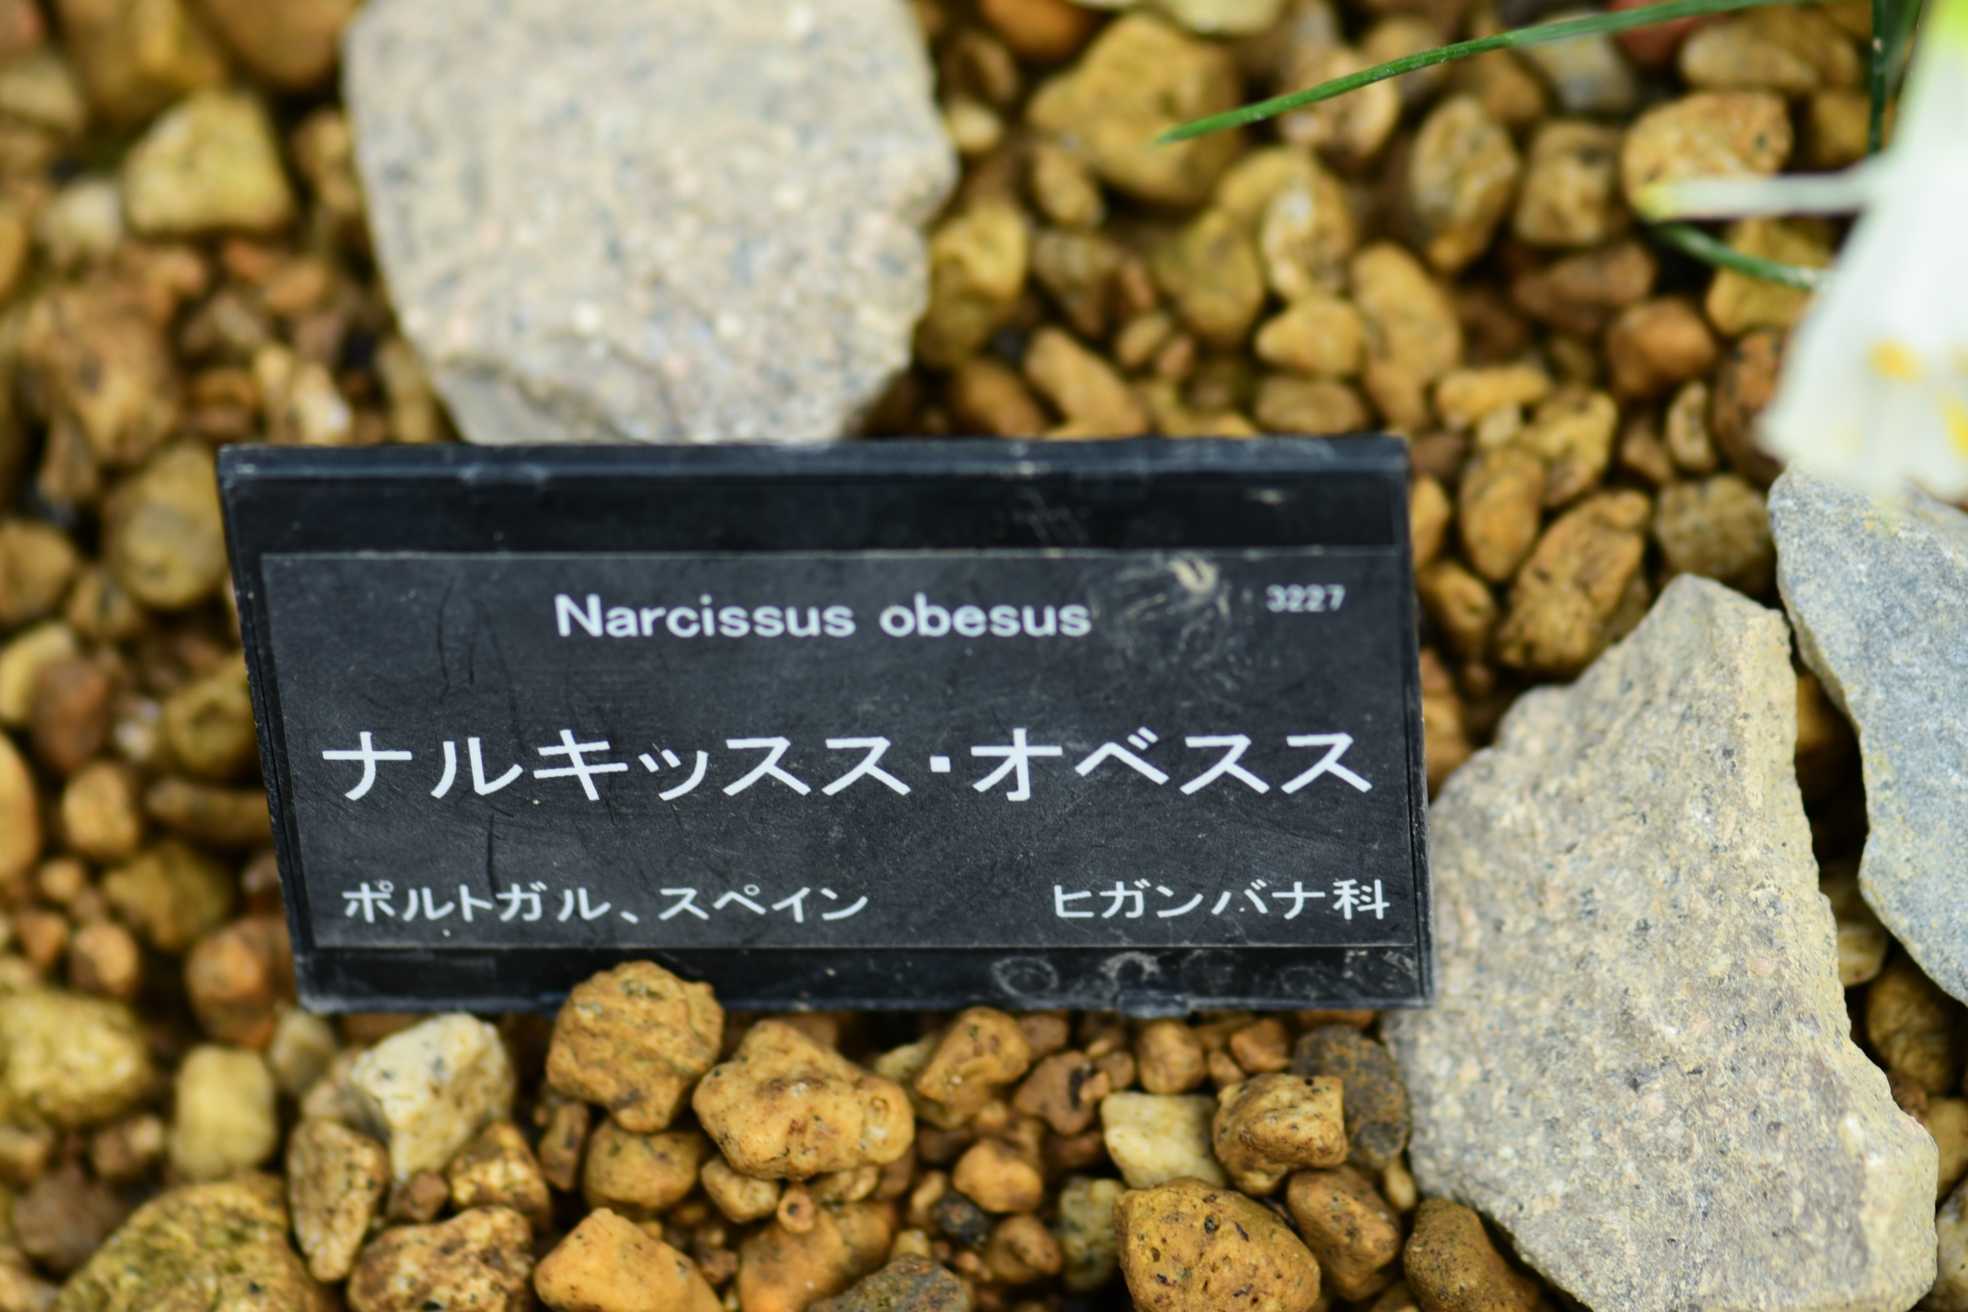 Narcissus obesus 3227
ナルキッスス・オベスス
ポルトガル、スペイン ヒガンバナ科